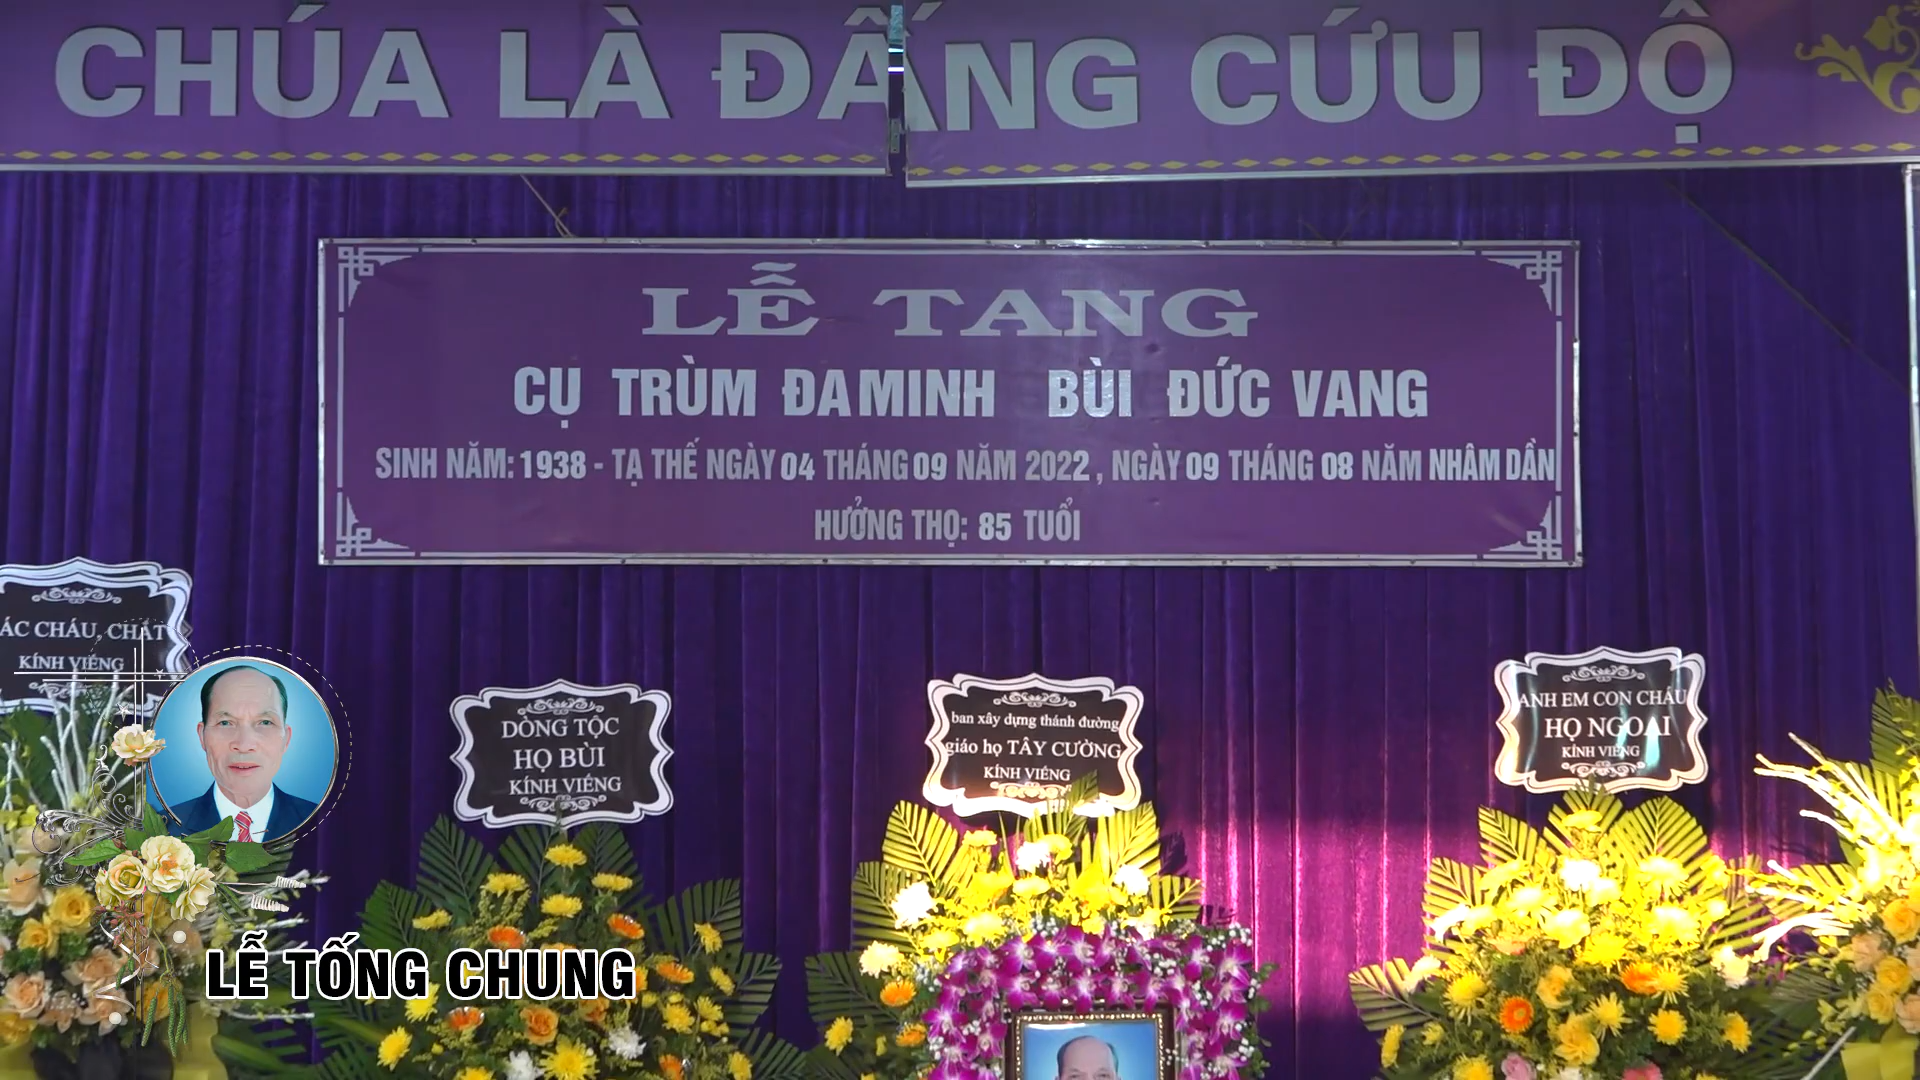 CHÚA LÀ ĐẤNG CỨU ĐỘ
LỄ TANG
CỤ TRÙM ĐAMINH BÙI ĐỨC VANG
SINH NĂM: 1938 - TẠ THẾ NGÀY 04 THÁNG 09 NĂM 2022, NGÀY 09 THÁNG 08 NĂM NHÂM DẦN
HƯỞNG THỌ: 85 TUỔI
ÁC CHÁU, CHẮT
KÍNH VIẾNG
DÒNG TỘC
HỌ BÙI
KÍNH VIẾNG
ban xây dựng thánh đường
giáo họ TÂY CƯỜNG
KÍNH VIẾNG
ANH EM CON CHÁU
HỌ NGOẠI
KÍNH VIẾNG
LỄ TỐNG CHUNG